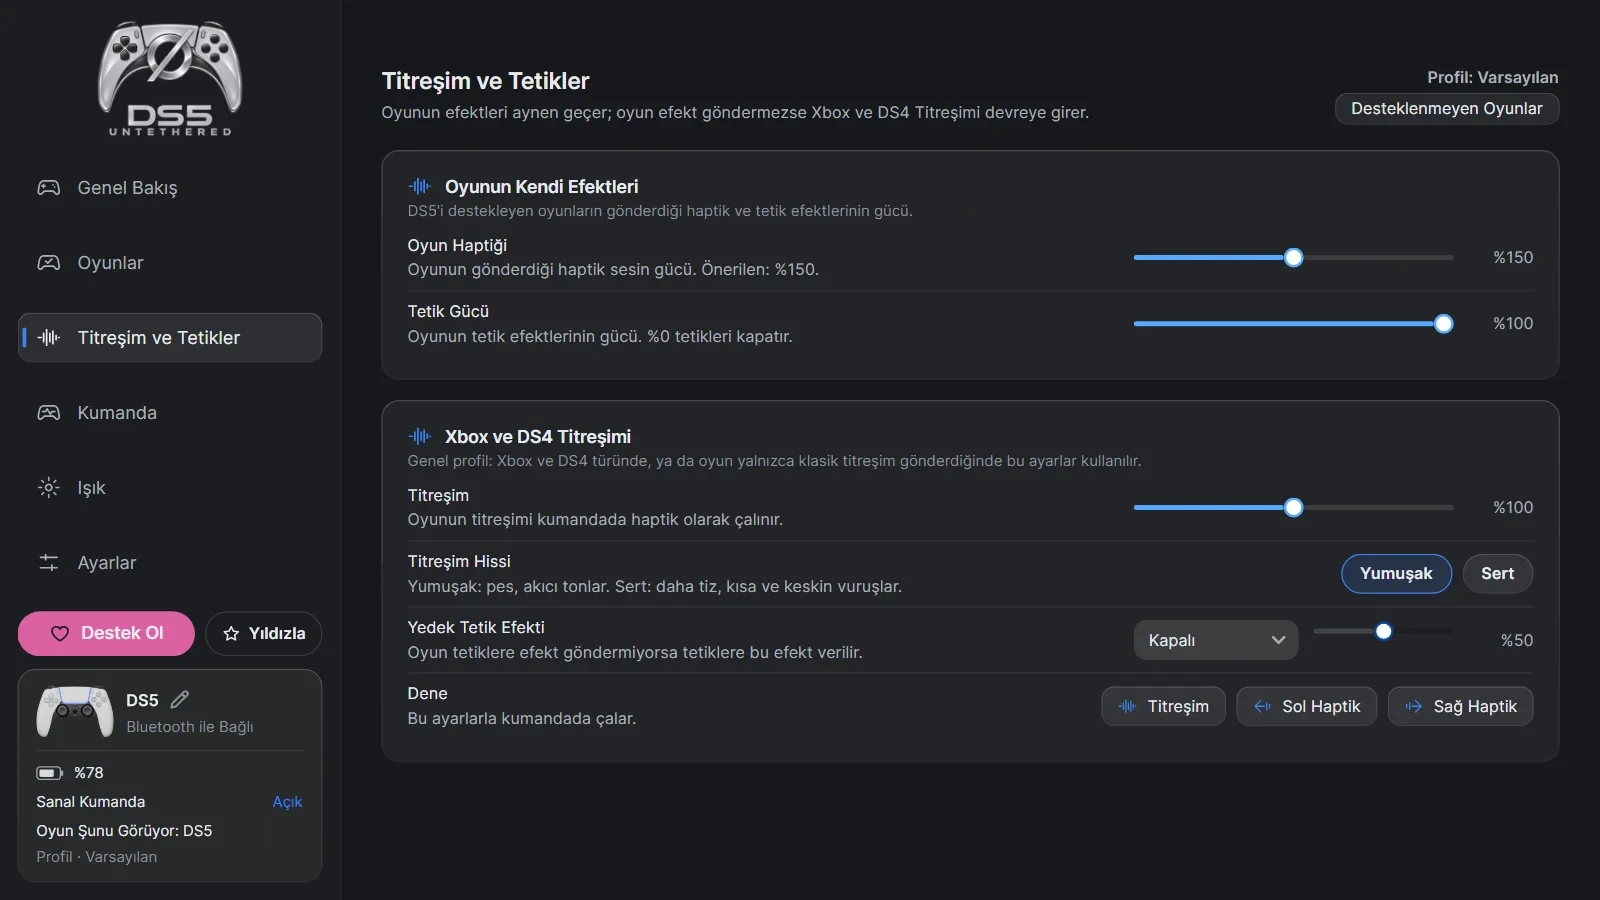 DS5
UNTETHERED
Genel Bakış
Oyunlar
Titreşim ve Tetikler
Kumanda
Işık
Ayarlar
Destek Ol
Yıldızla
DS5
Bluetooth ile Bağlı
%78
Sanal Kumanda Açık
Oyun Şunu Görüyor: DS5
Profil · Varsayılan
Titreşim ve Tetikler
Oyunun efektleri aynen geçer; oyun efekt göndermezse Xbox ve DS4 Titreşimi devreye girer.
Profil: Varsayılan
Desteklenmeyen Oyunlar
Oyunun Kendi Efektleri
DS5'i destekleyen oyunların gönderdiği haptik ve tetik efektlerinin gücü.
Oyun Haptiği
Oyunun gönderdiği haptik sesin gücü. Önerilen: %150.
%150
Tetik Gücü
Oyunun tetik efektlerinin gücü. %0 tetikleri kapatır.
%100
Xbox ve DS4 Titreşimi
Genel profil: Xbox ve DS4 türünde, ya da oyun yalnızca klasik titreşim gönderdiğinde bu ayarlar kullanılır.
Titreşim
Oyunun titreşimi kumandada haptik olarak çalınır.
%100
Titreşim Hissi
Yumuşak: pes, akıcı tonlar. Sert: daha tiz, kısa ve keskin vuruşlar.
Yumuşak
Sert
Yedek Tetik Efekti
Oyun tetiklere efekt göndermiyorsa tetiklere bu efekt verilir.
Kapalı
%50
Dene
Bu ayarlarla kumandada çalar.
Titreşim
Sol Haptik
Sağ Haptik